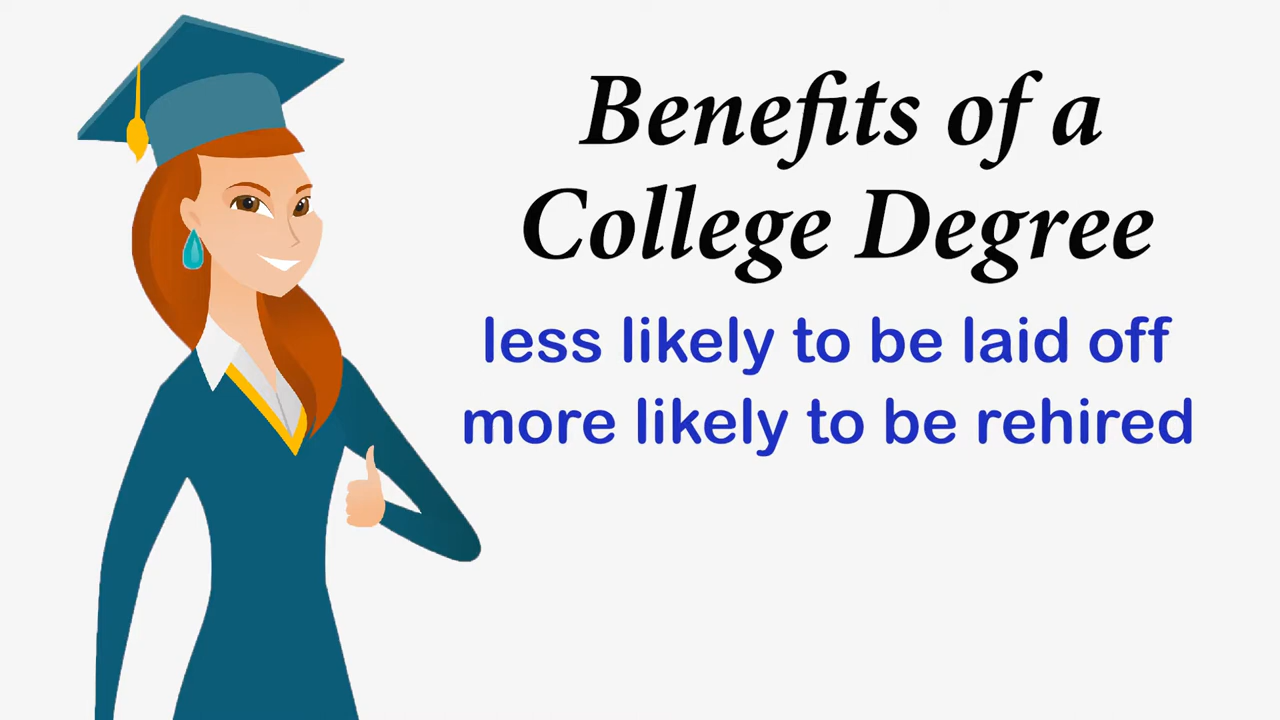 Benefits of a
College Degree
less likely to be laid off
more likely to be rehired